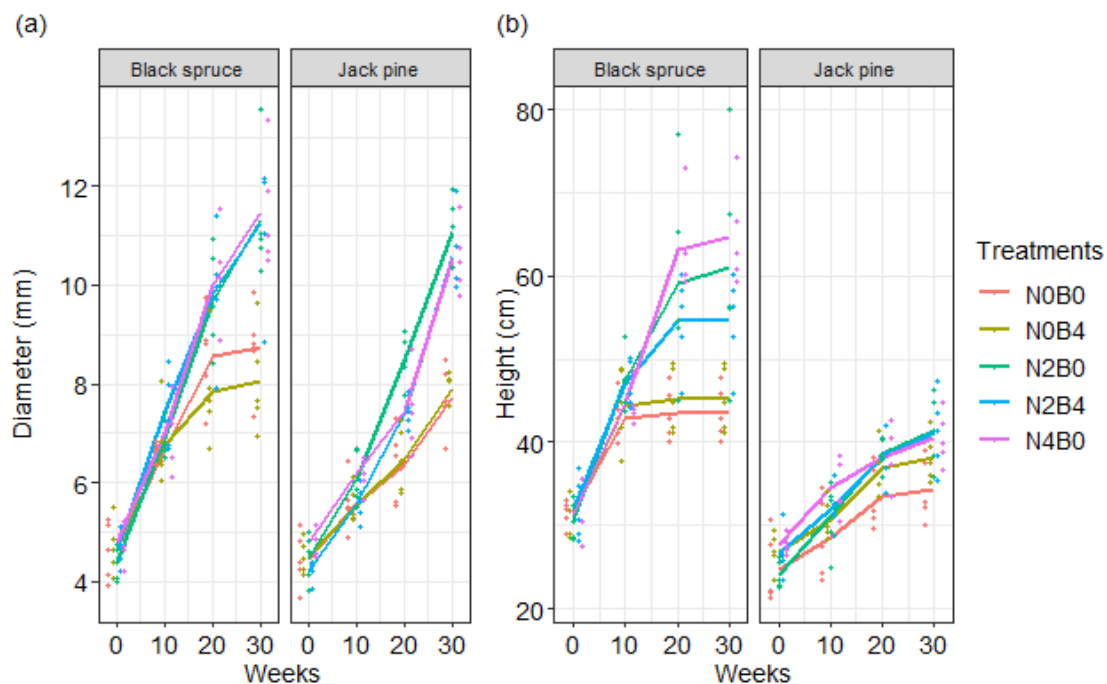 (a)
(b)
Black spruce
Jack pine
Black spruce
Jack pine
Diameter (mm)
12
10
8
6
4
0 10 20 30 0 10 20 30
Weeks
Height (cm)
80
60
40
20
0 10 20 30 0 10 20 30
Weeks
Treatments
N0B0
N0B4
N2B0
N2B4
N4B0